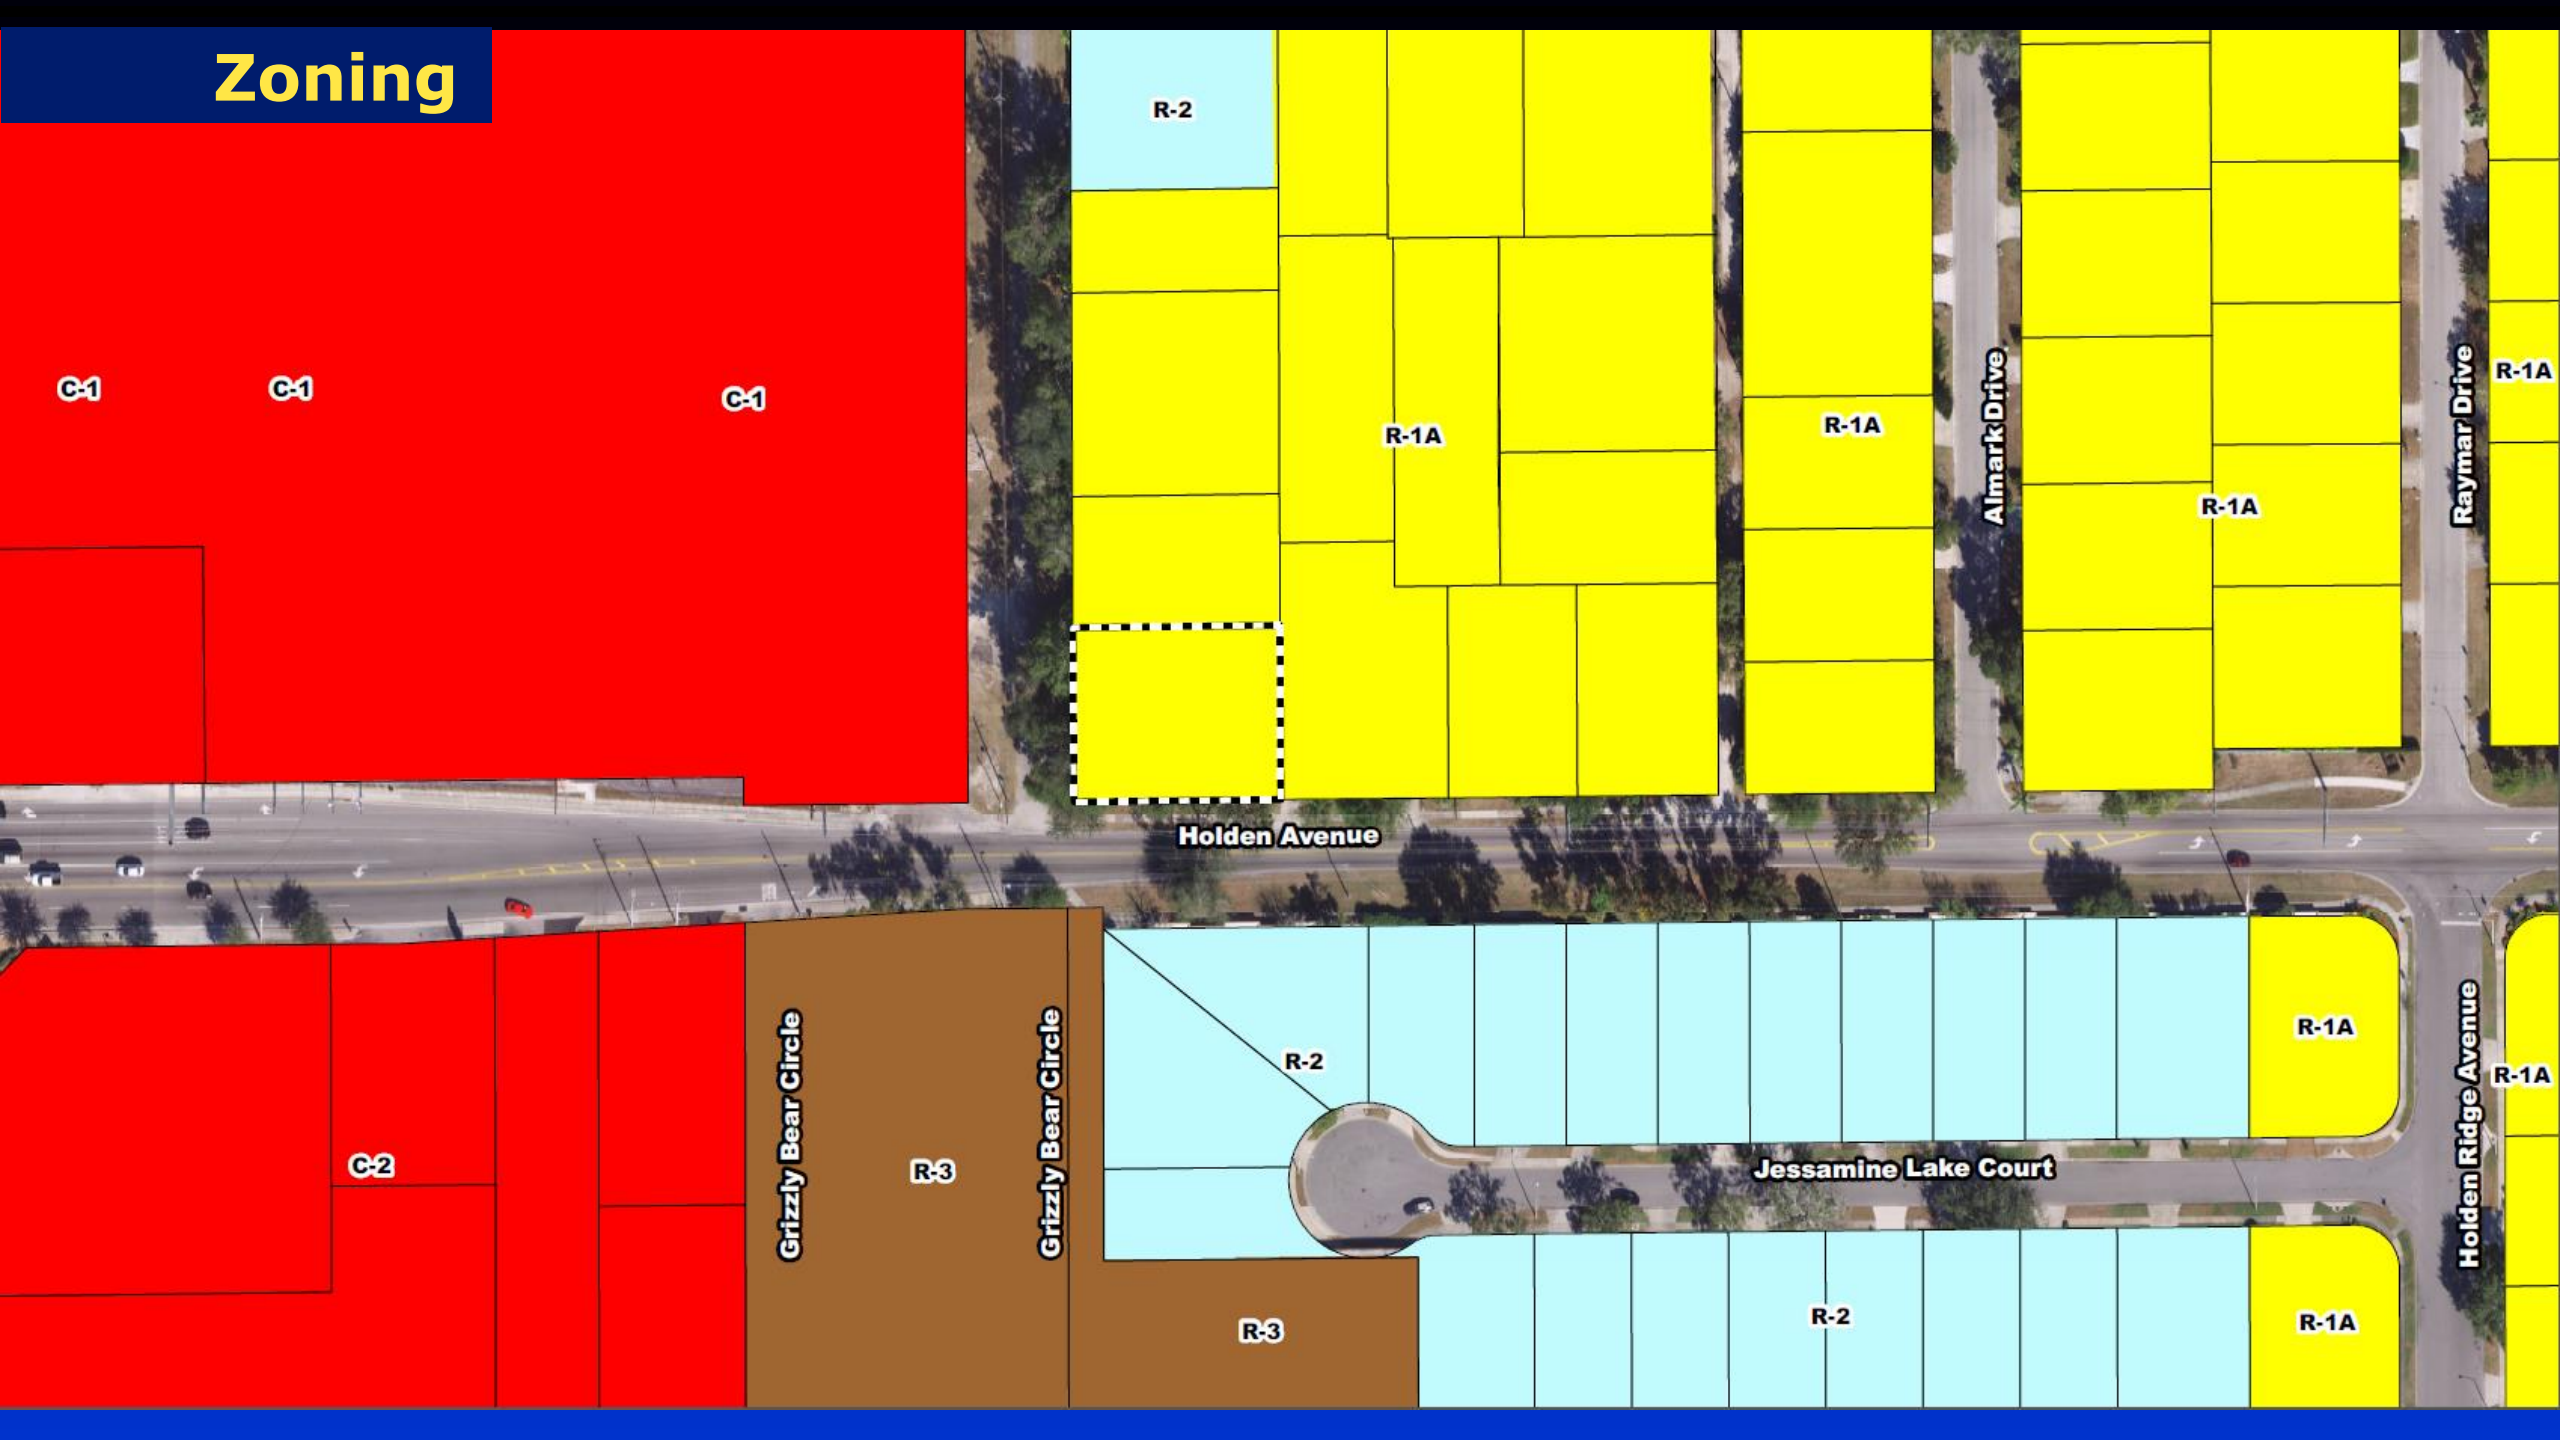 Zoning
R-2
C-1
C-1
C-1
R-1A
R-1A
Almark Drive
R-1A
Raymar Drive
R-1A
Holden Avenue
Grizzly Bear Circle
Grizzly Bear Circle
R-2
R-1A
Holden Ridge Avenue
R-1A
C-2
R-3
Jessamine Lake Court
R-3
R-2
R-1A